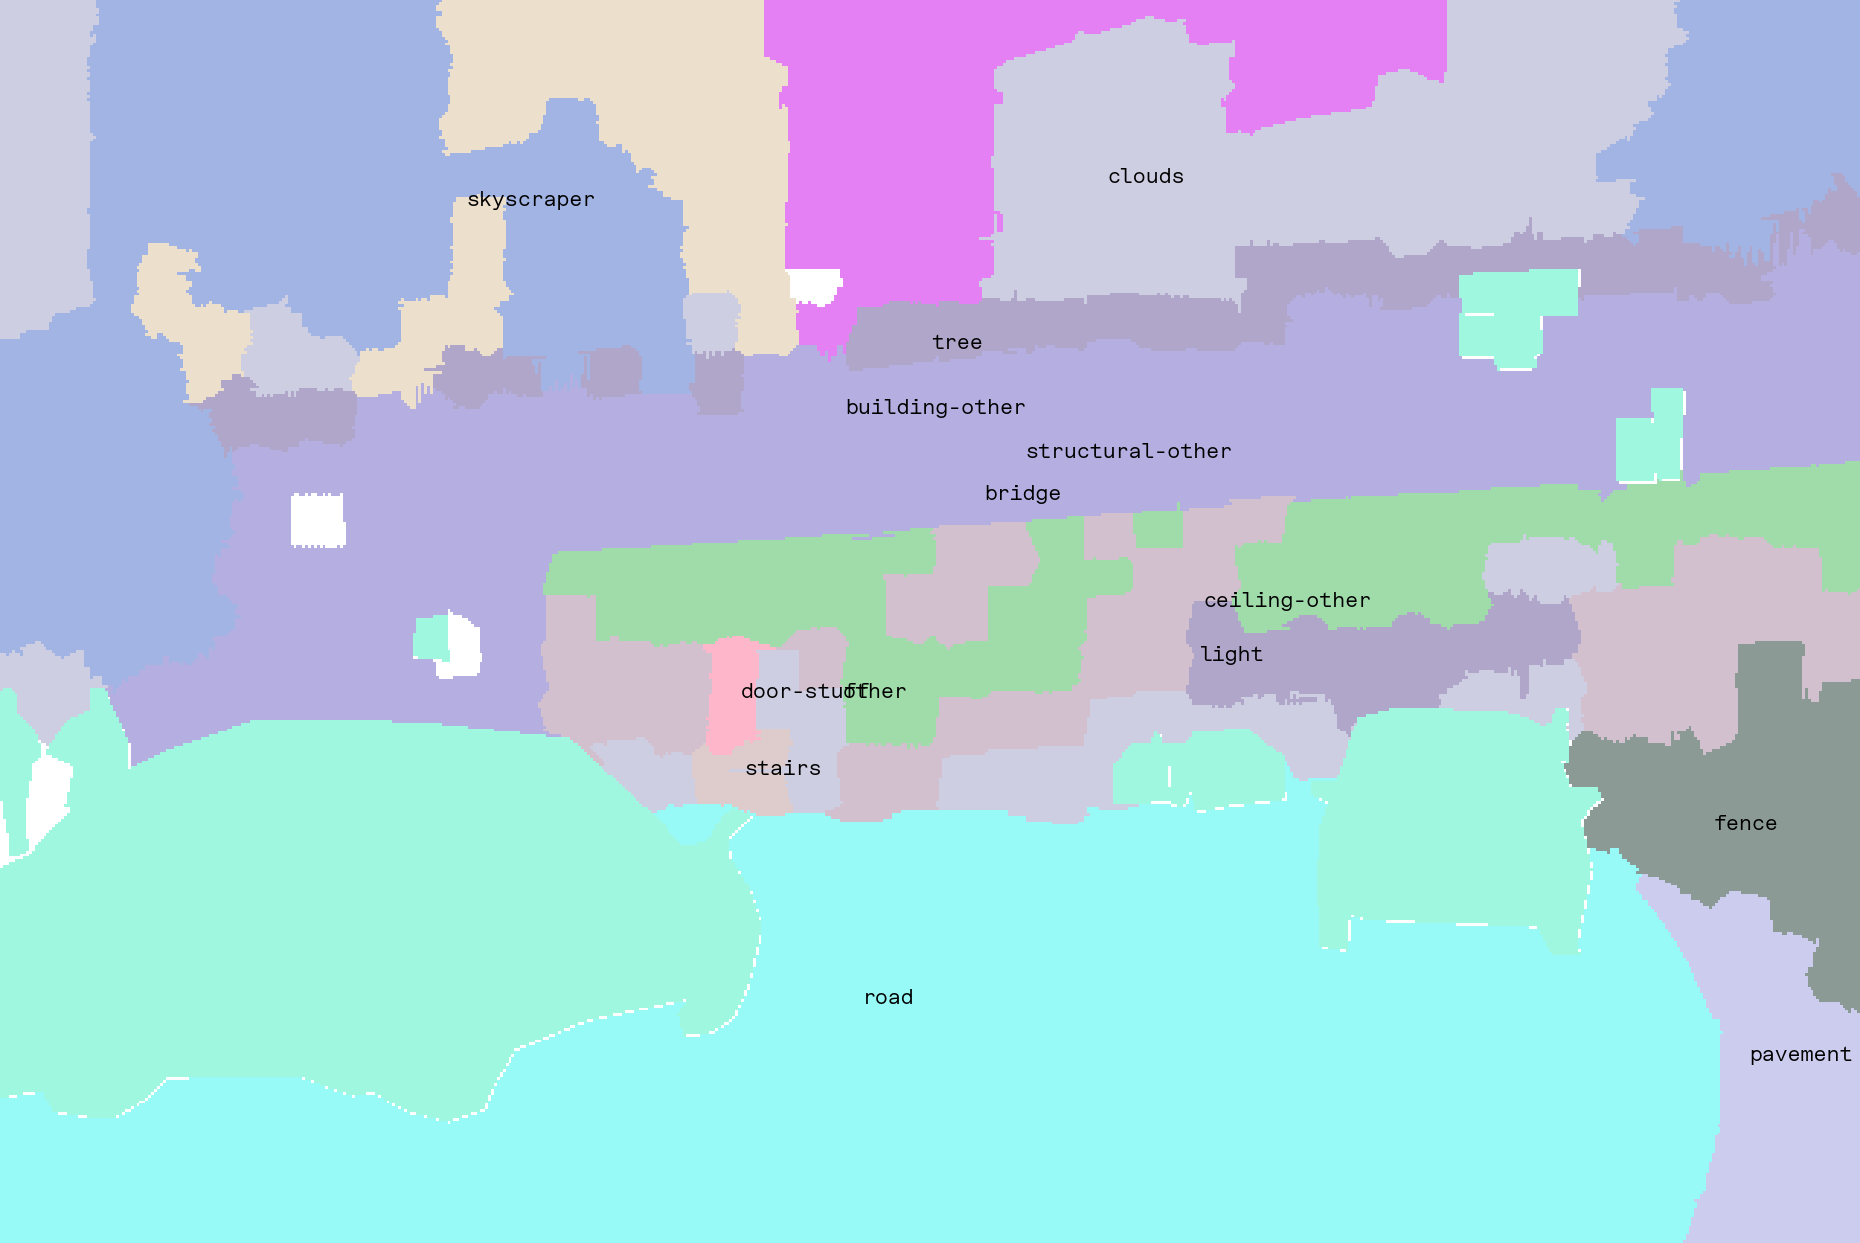 clouds
skyscraper
tree
building-other
structural-other
bridge
ceiling-other
light
door-stuff
other
stairs
fence
road
pavement